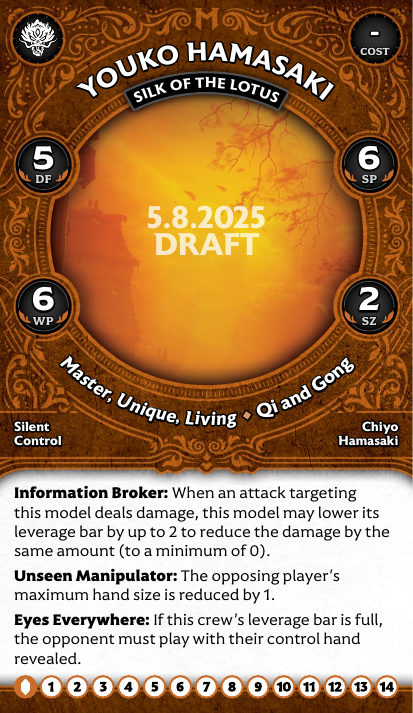 -
COST
YOUKO HAMASAKI
SILK OF THE LOTUS
5
DF
6
SP
5.8.2025
DRAFT
6
WP
2
SZ
Master, Unique, Living ◆ Qi and Gong
Silent
Control
Chiyo
Hamasaki
Information Broker: When an attack targeting
this model deals damage, this model may lower its
leverage bar by up to 2 to reduce the damage by the
same amount (to a minimum of 0).
Unseen Manipulator: The opposing player's
maximum hand size is reduced by 1.
Eyes Everywhere: If this crew's leverage bar is full,
the opponent must play with their control hand
revealed.
1 2 3 4 5 6 7 8 9 10 11 12 13 14